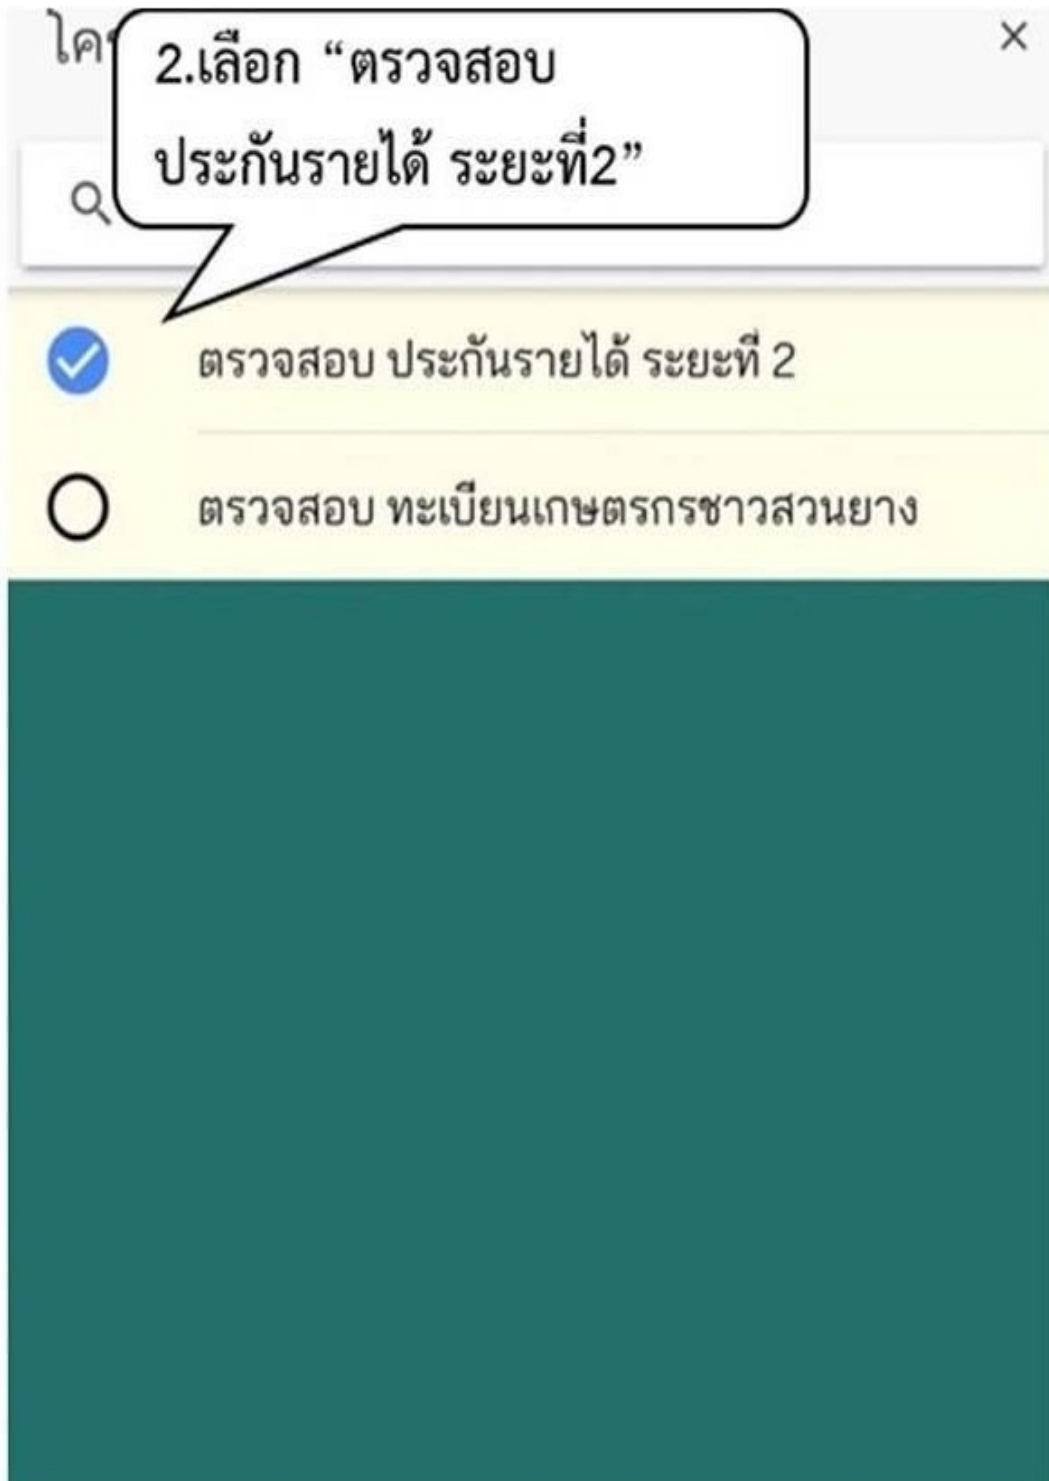 2.เลือก “ตรวจสอบ
ประกันรายได้ ระยะที่2”
ตรวจสอบ ประกันรายได้ ระยะที่ 2
ตรวจสอบ ทะเบียนเกษตรกรชาวสวนยาง